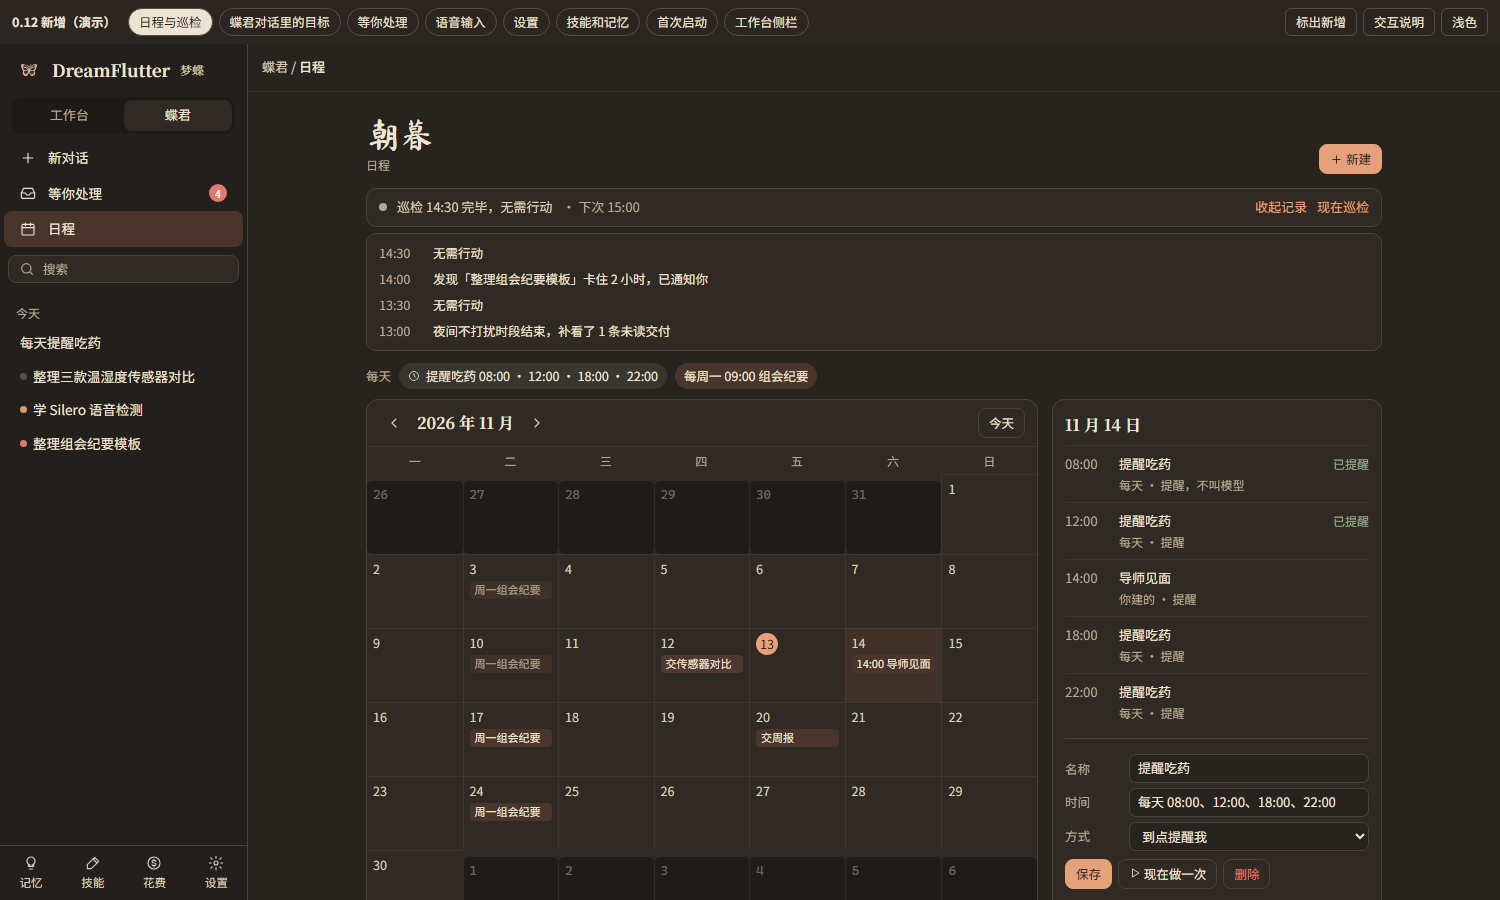 0.12 新增（演示） 日程与巡检 蝶君对话里的目标 等你处理 语音输入 设置 技能和记忆 首次启动 工作台侧栏 标出新增 交互说明 浅色
DreamFlutter 梦蝶
工作台 蝶君
新对话
等你处理 4
日程
搜索
今天
每天提醒吃药
整理三款温湿度传感器对比
学 Silero 语音检测
整理组会纪要模板
记忆 技能 花费 设置
蝶君 / 日程
朝暮
日程
新建
巡检 14:30 完毕，无需行动 · 下次 15:00 收起记录 现在巡检
14:30 无需行动
14:00 发现「整理组会纪要模板」卡住 2 小时，已通知你
13:30 无需行动
13:00 夜间不打扰时段结束，补看了 1 条未读交付
每天 提醒吃药 08:00 · 12:00 · 18:00 · 22:00 每周一 09:00 组会纪要
2026 年 11 月 今天
一 二 三 四 五 六 日
26 27 28 29 30 31 1
2 3 4 5 6 7 8
周一组会纪要
9 10 11 12 13 14 15
周一组会纪要 交传感器对比 14:00 导师见面
16 17 18 19 20 21 22
周一组会纪要 交周报
23 24 25 26 27 28 29
周一组会纪要
30 1 2 3 4 5 6
11 月 14 日
08:00 提醒吃药 已提醒
每天 · 提醒，不叫模型
12:00 提醒吃药 已提醒
每天 · 提醒
14:00 导师见面
你建的 · 提醒
18:00 提醒吃药
每天 · 提醒
22:00 提醒吃药
每天 · 提醒
名称 提醒吃药
时间 每天 08:00、12:00、18:00、22:00
方式 到点提醒我
保存 现在做一次 删除